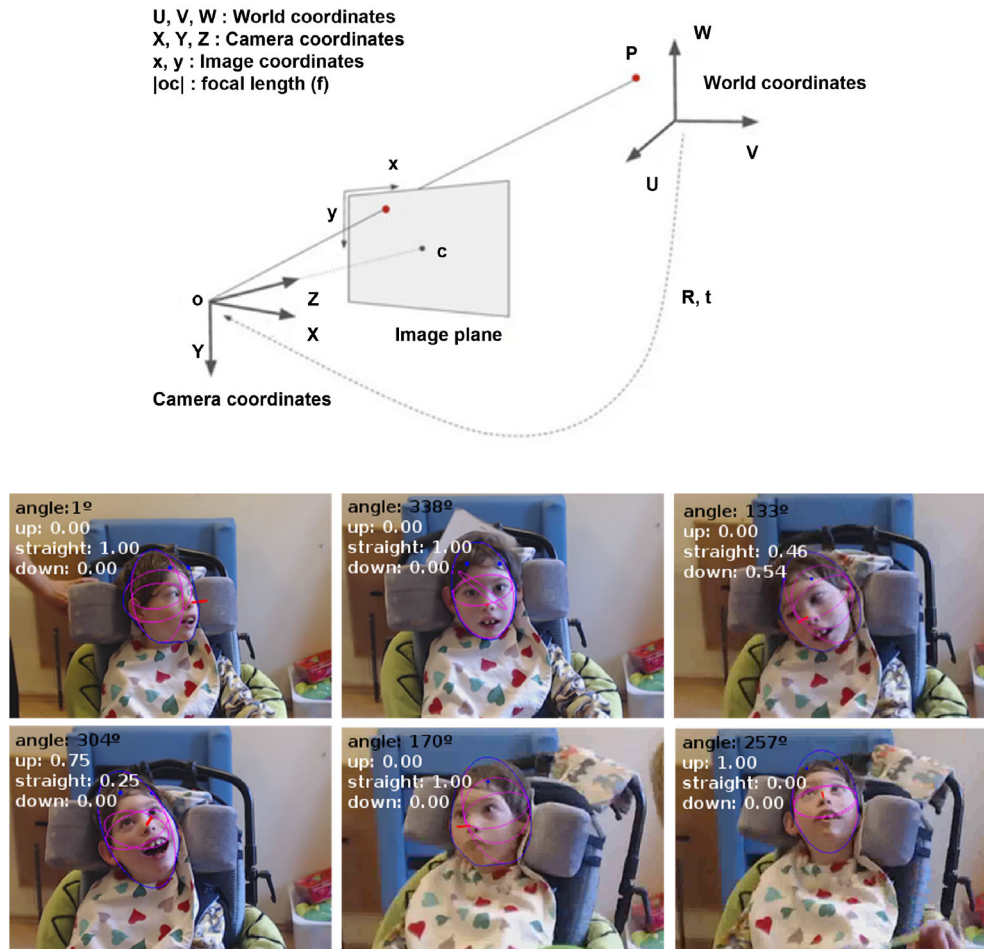 U, V, W : World coordinates
X, Y, Z : Camera coordinates
x, y : Image coordinates
|oc| : focal length (f)
W
P
World coordinates
V
U
x
y
c
o
Z
X
Y
R, t
Image plane
Camera coordinates
angle:1º
up: 0.00
straight: 1.00
down: 0.00
angle: 338º
up: 0.00
straight: 1.00
down: 0.00
angle: 133º
up: 0.00
straight: 0.46
down: 0.54
angle: 304º
up: 0.75
straight: 0.25
down: 0.00
angle: 170º
up: 0.00
straight: 1.00
down: 0.00
angle: 257º
up: 1.00
straight: 0.00
down: 0.00